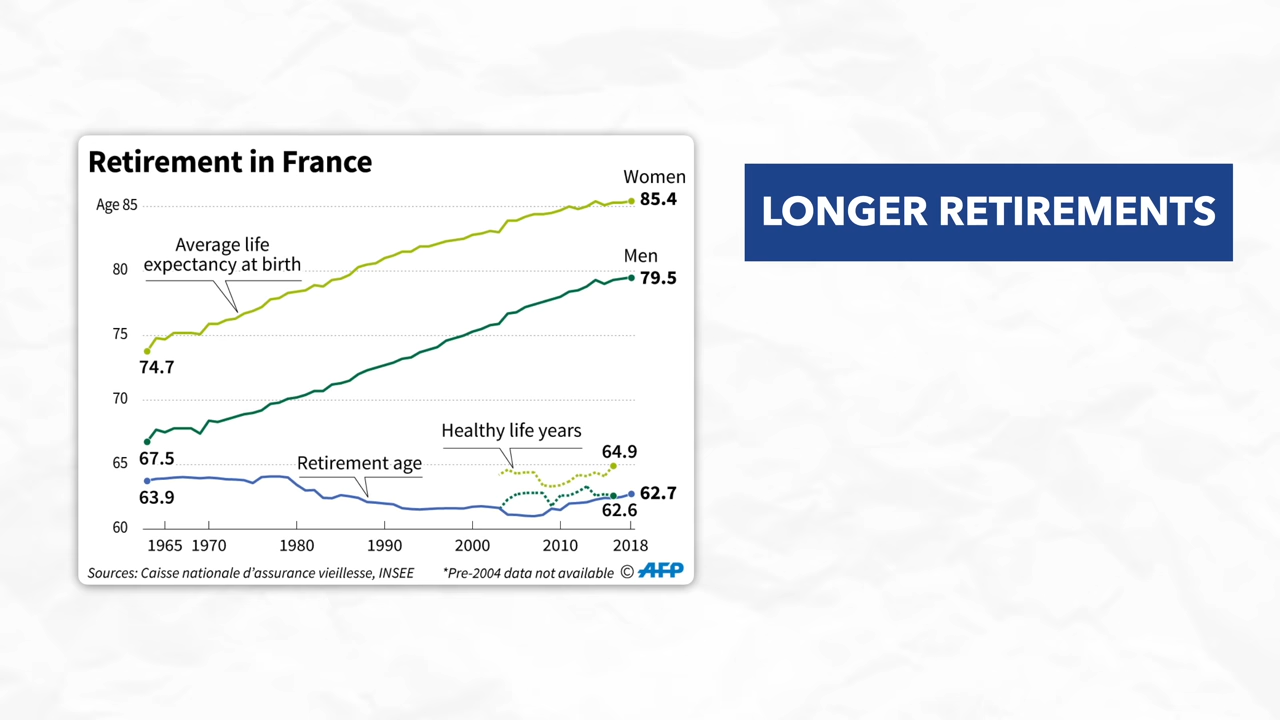 Retirement in France
Women
85.4
Age 85
Average life
expectancy at birth
Men
80
79.5
75
74.7
70
Healthy life years
64.9
67.5
65
Retirement age
63.9
62.7
62.6
60
1965 1970 1980 1990 2000 2010 2018
Sources: Caisse nationale d'assurance vieillesse, INSEE *Pre-2004 data not available © AFP
LONGER RETIREMENTS